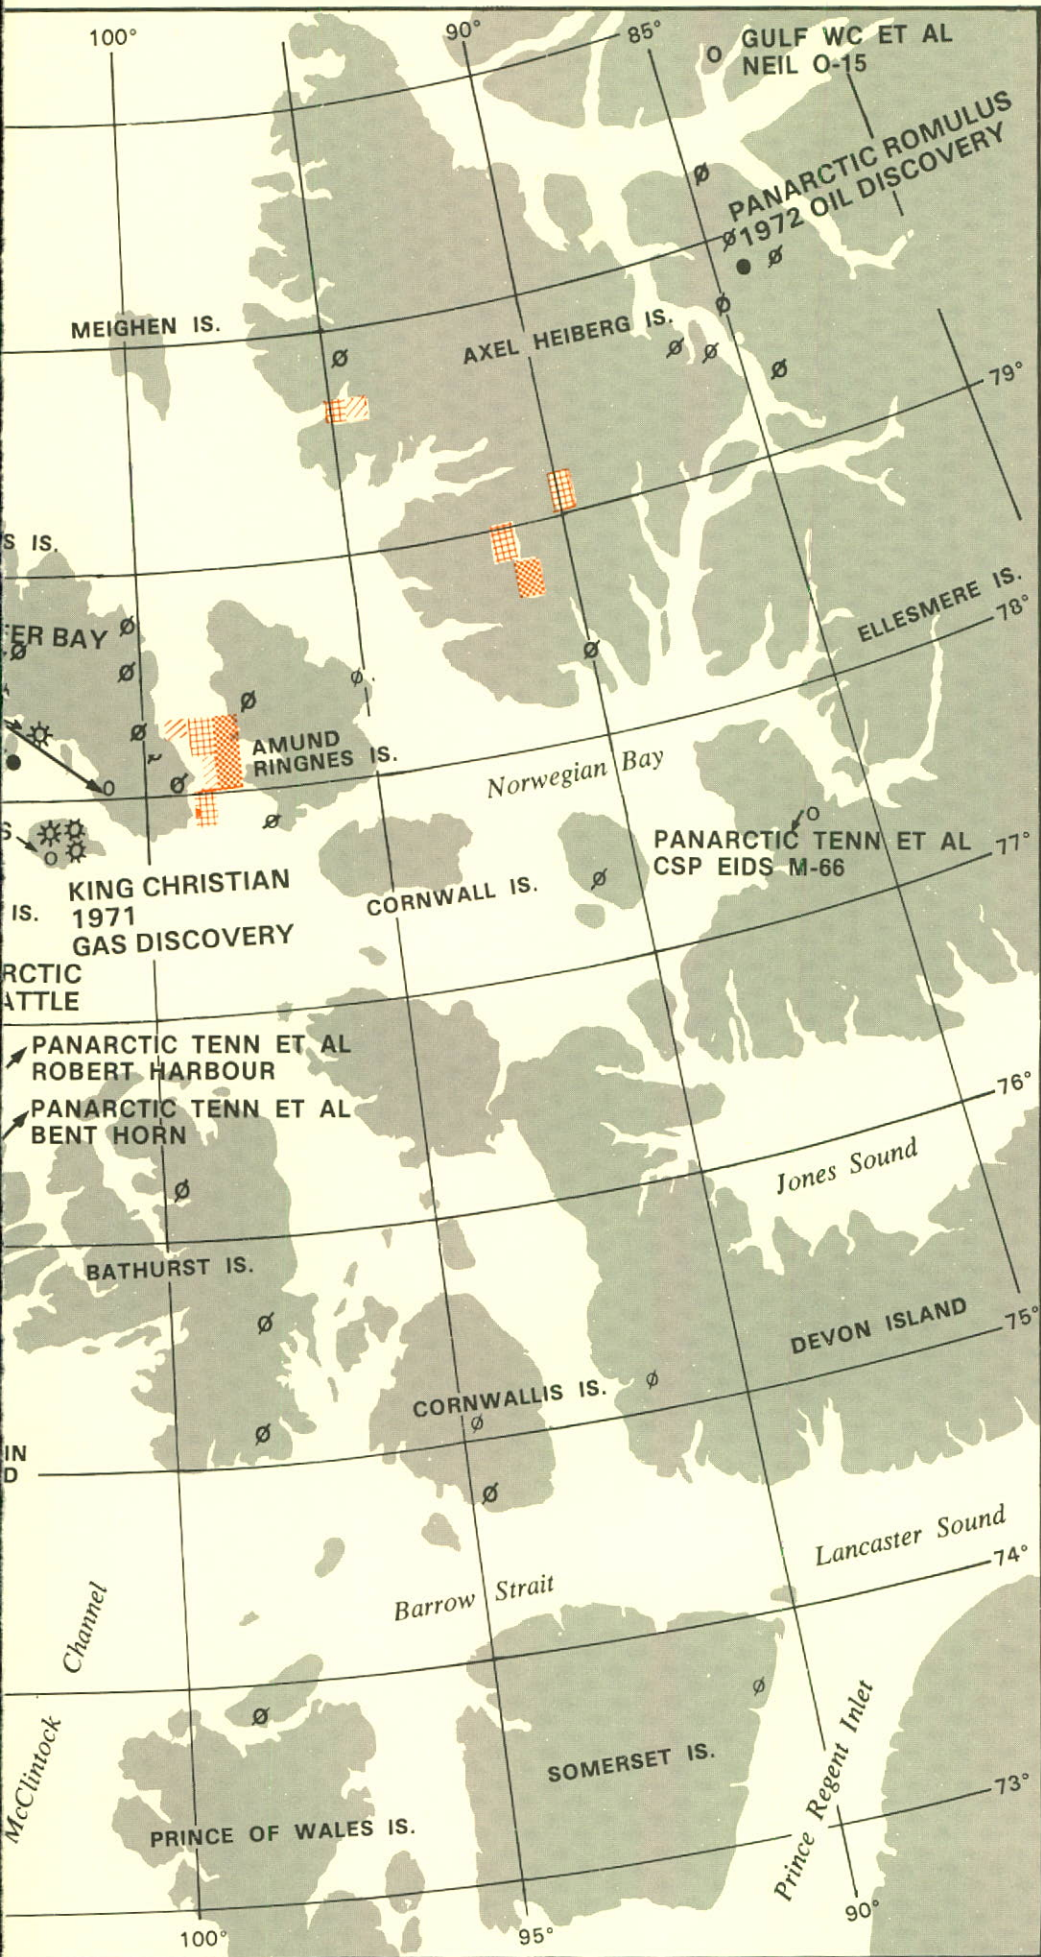 100°
90°
85°
GULF WC ET AL
NEIL O-15
PANARCTIC ROMULUS
1972 OIL DISCOVERY
MEIGHEN IS.
AXEL HEIBERG IS.
79°
S IS.
FER BAY
ELLESMERE IS.
78°
AMUND
RINGNES IS.
Norwegian Bay
PANARCTIC TENN ET AL
CSP EIDS M-66
77°
S
KING CHRISTIAN
1971
GAS DISCOVERY
CORNWALL IS.
IS.
RCTIC
ATTLE
PANARCTIC TENN ET AL
ROBERT HARBOUR
PANARCTIC TENN ET AL
BENT HORN
76°
Jones Sound
BATHURST IS.
DEVON ISLAND
75°
CORNWALLIS IS.
IN
D
Lancaster Sound
74°
Barrow Strait
McClintock Channel
Prince Regent Inlet
SOMERSET IS.
73°
PRINCE OF WALES IS.
100°
95°
90°